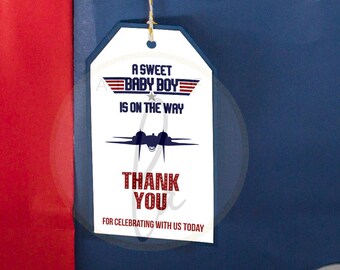 A SWEET
BABY BOY
IS ON THE WAY
THANK
YOU
FOR CELEBRATING WITH US TODAY